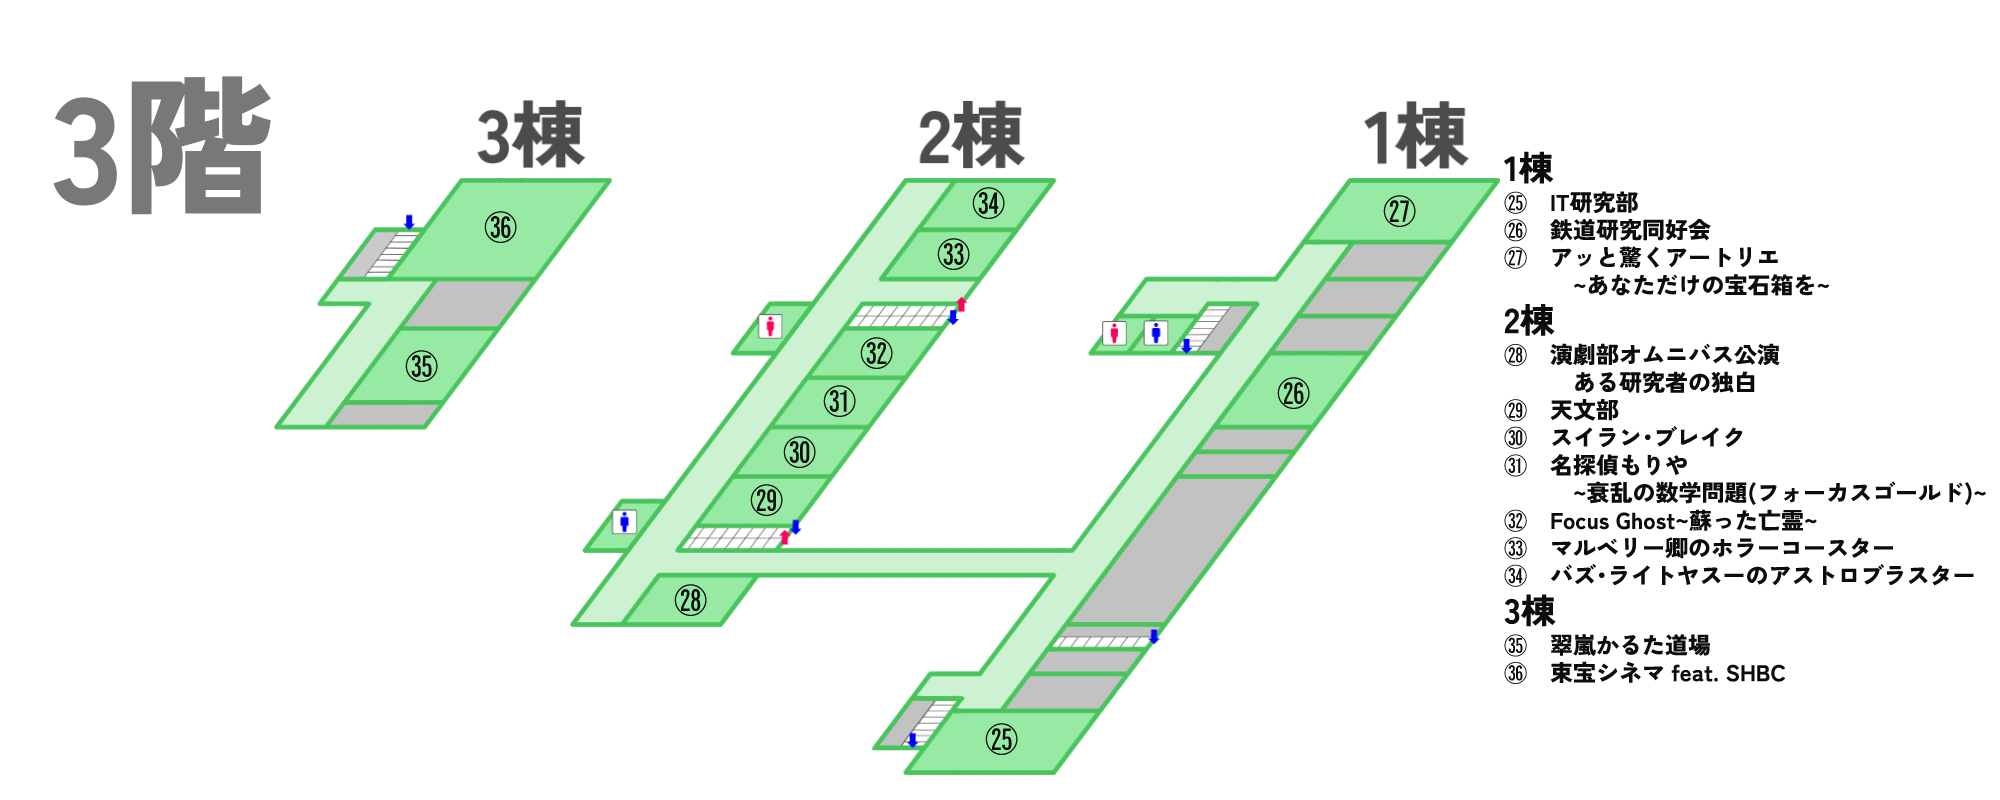 3階
3棟
2棟
1棟
㊱
㉟
㉞
㉝
㉜
㉛
㉚
㉙
㉘
㉗
㉖
㉕
1棟
㉕ IT研究部
㉖ 鉄道研究同好会
㉗ アッと驚くアートリエ
~あなただけの宝石箱を~
2棟
㉘ 演劇部オムニバス公演
ある研究者の独白
㉙ 天文部
㉚ スイラン・ブレイク
㉛ 名探偵もりや
~衰乱の数学問題(フォーカスゴールド)~
㉜ Focus Ghost~蘇った亡霊~
㉝ マルベリー卿のホラーコースター
㉞ バズ・ライトヤスーのアストロブラスター
3棟
㉟ 翠嵐かるた道場
㊱ 東宝シネマ feat. SHBC